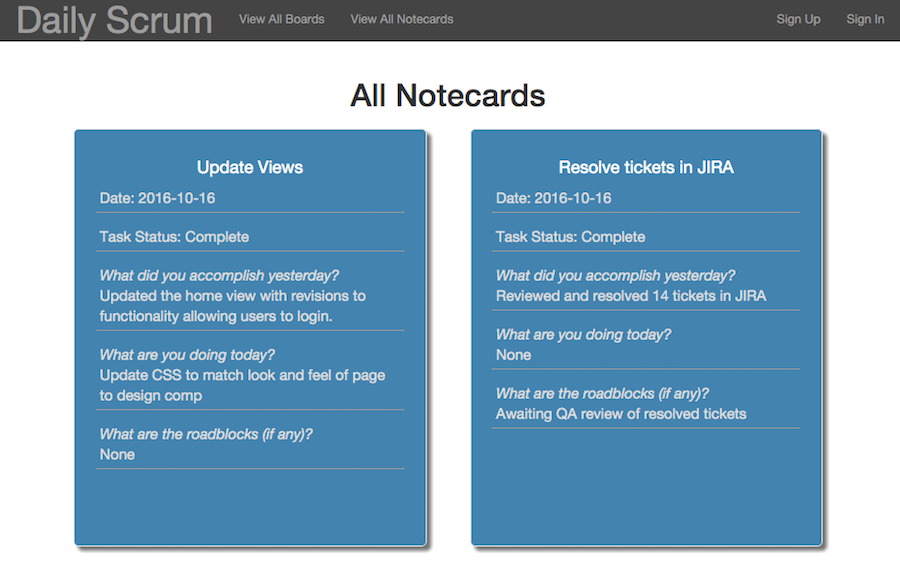 Daily Scrum View All Boards View All Notecards Sign Up Sign In
All Notecards
Update Views
Date: 2016-10-16
Task Status: Complete
What did you accomplish yesterday?
Updated the home view with revisions to
functionality allowing users to login.
What are you doing today?
Update CSS to match look and feel of page
to design comp
What are the roadblocks (if any)?
None
Resolve tickets in JIRA
Date: 2016-10-16
Task Status: Complete
What did you accomplish yesterday?
Reviewed and resolved 14 tickets in JIRA
What are you doing today?
None
What are the roadblocks (if any)?
Awaiting QA review of resolved tickets